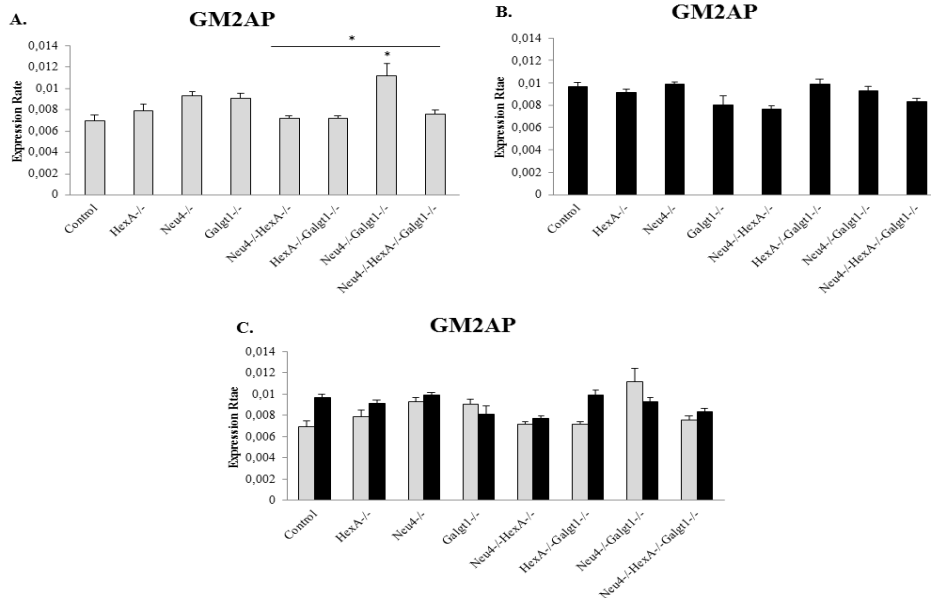 A.
GM2AP
Expression Rate
0,014
0,012
0,01
0,008
0,006
0,004
0,002
0
*
*
Control
HexA-/-
Neu4-/-
Galgt1-/-
Neu4-/-HexA-/-
HexA-/-Galgt1-/-
Neu4-/-Galgt1-/-
Neu4-/-HexA-/-Galgt1-/-
B.
GM2AP
Expression Rtae
0,014
0,012
0,01
0,008
0,006
0,004
0,002
0
Control
HexA-/-
Neu4-/-
Galgt1-/-
Neu4-/-HexA-/-
HexA-/-Galgt1-/-
Neu4-/-Galgt1-/-
Neu4-/-HexA-/-Galgt1-/-
C.
GM2AP
Expression Rtae
0,014
0,012
0,01
0,008
0,006
0,004
0,002
0
Control
HexA-/-
Neu4-/-
Galgt1-/-
Neu4-/-HexA-/-
HexA-/-Galgt1-/-
Neu4-/-Galgt1-/-
Neu4-/-HexA-/-Galgt1-/-